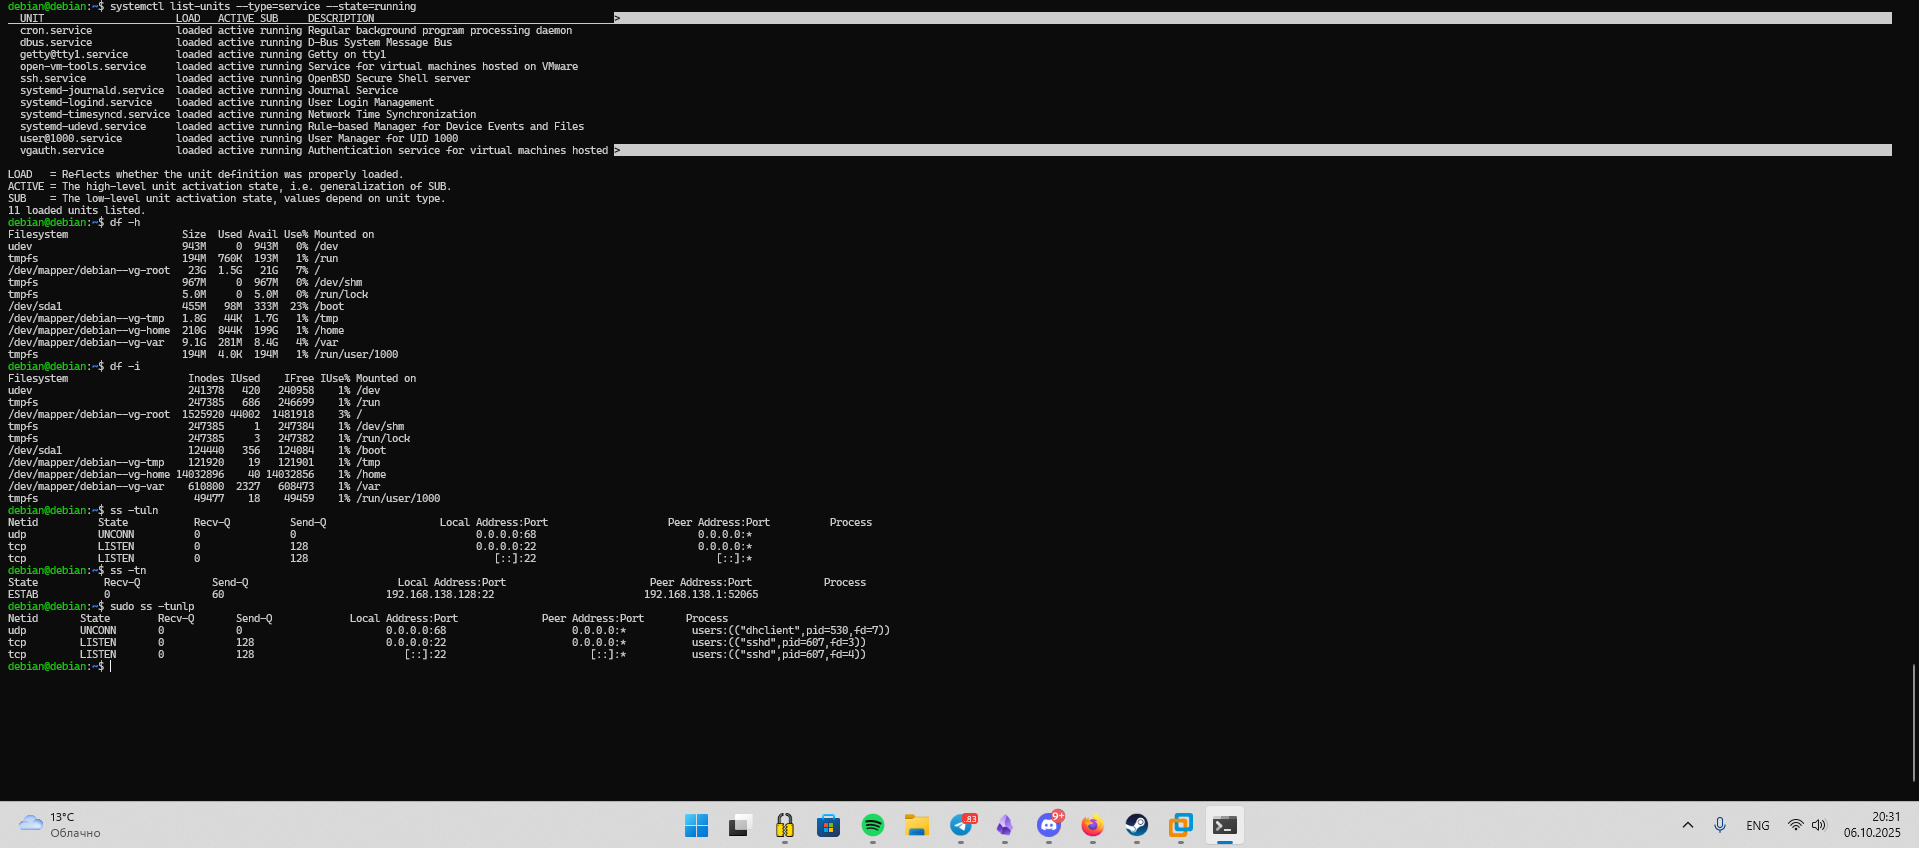 debian@debian:~$ systemctl list-units --type=service --state=running
  UNIT                      LOAD   ACTIVE SUB     DESCRIPTION                                        >
  cron.service              loaded active running Regular background program processing daemon
  dbus.service              loaded active running D-Bus System Message Bus
  getty@tty1.service        loaded active running Getty on tty1
  open-vm-tools.service     loaded active running Service for virtual machines hosted on VMware
  ssh.service               loaded active running OpenBSD Secure Shell server
  systemd-journald.service  loaded active running Journal Service
  systemd-logind.service    loaded active running User Login Management
  systemd-timesyncd.service loaded active running Network Time Synchronization
  systemd-udevd.service     loaded active running Rule-based Manager for Device Events and Files
  user@1000.service         loaded active running User Manager for UID 1000
  vgauth.service            loaded active running Authentication service for virtual machines hosted >
LOAD   = Reflects whether the unit definition was properly loaded.
ACTIVE = The high-level unit activation state, i.e. generalization of SUB.
SUB    = The low-level unit activation state, values depend on unit type.
11 loaded units listed.
debian@debian:~$ df -h
Filesystem                   Size  Used Avail Use% Mounted on
udev                         943M     0  943M   0% /dev
tmpfs                        194M  760K  193M   1% /run
/dev/mapper/debian--vg-root   23G  1.5G   21G   7% /
tmpfs                        967M     0  967M   0% /dev/shm
tmpfs                        5.0M     0  5.0M   0% /run/lock
/dev/sda1                    455M   98M  333M  23% /boot
/dev/mapper/debian--vg-tmp   1.8G   44K  1.7G   1% /tmp
/dev/mapper/debian--vg-home  210G  844K  199G   1% /home
/dev/mapper/debian--vg-var   9.1G  281M  8.4G   4% /var
tmpfs                        194M  4.0K  194M   1% /run/user/1000
debian@debian:~$ df -i
Filesystem                    Inodes IUsed    IFree IUse% Mounted on
udev                          241378   420   240958    1% /dev
tmpfs                         247385   686   246699    1% /run
/dev/mapper/debian--vg-root  1525920 44002  1481918    3% /
tmpfs                         247385     1   247384    1% /dev/shm
tmpfs                         247385     3   247382    1% /run/lock
/dev/sda1                     124440   356   124084    1% /boot
/dev/mapper/debian--vg-tmp    121920    19   121901    1% /tmp
/dev/mapper/debian--vg-home 14032896    40 14032856    1% /home
/dev/mapper/debian--vg-var    610800  2327   608473    1% /var
tmpfs                          49477    18    49459    1% /run/user/1000
debian@debian:~$ ss -tuln
Netid          State           Recv-Q          Send-Q                   Local Address:Port                    Peer Address:Port          Process
udp            UNCONN          0               0                              0.0.0.0:68                           0.0.0.0:*
tcp            LISTEN          0               128                            0.0.0.0:22                           0.0.0.0:*
tcp            LISTEN          0               128                               [::]:22                              [::]:*
debian@debian:~$ ss -tn
State           Recv-Q            Send-Q                         Local Address:Port                        Peer Address:Port            Process
ESTAB           0                 60                           192.168.138.128:22                         192.168.138.1:52065
debian@debian:~$ sudo ss -tunlp
Netid       State        Recv-Q       Send-Q             Local Address:Port              Peer Address:Port       Process
udp         UNCONN       0            0                        0.0.0.0:68                     0.0.0.0:*           users:(("dhclient",pid=530,fd=7))
tcp         LISTEN       0            128                      0.0.0.0:22                     0.0.0.0:*           users:(("sshd",pid=607,fd=3))
tcp         LISTEN       0            128                         [::]:22                        [::]:*           users:(("sshd",pid=607,fd=4))
debian@debian:~$
13°C
Облачно
83
9+
ENG
20:31
06.10.2025